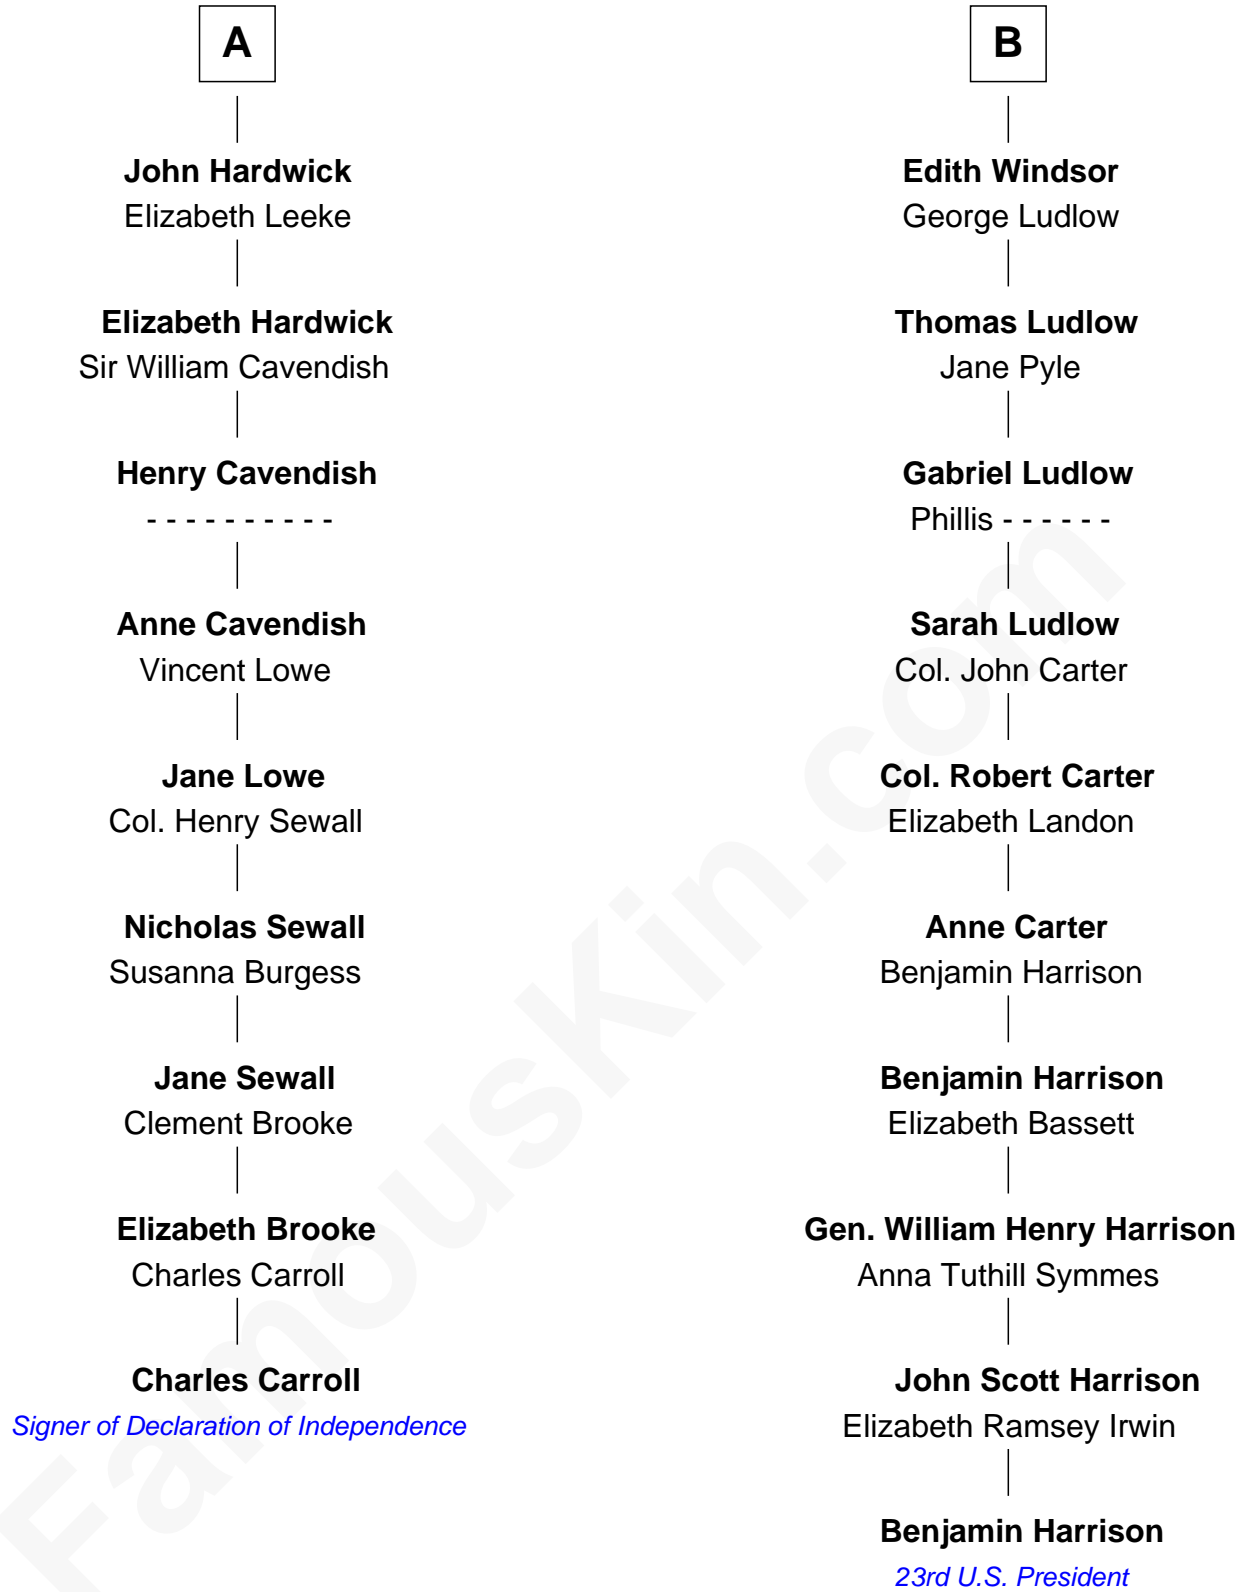 A
John Hardwick
Elizabeth Leeke
Elizabeth Hardwick
Sir William Cavendish
Henry Cavendish
- - - - - - - - - -
Anne Cavendish
Vincent Lowe
Jane Lowe
Col. Henry Sewall
Nicholas Sewall
Susanna Burgess
Jane Sewall
Clement Brooke
Elizabeth Brooke
Charles Carroll
Charles Carroll
Signer of Declaration of Independence
B
Edith Windsor
George Ludlow
Thomas Ludlow
Jane Pyle
Gabriel Ludlow
Phillis - - - - - -
Sarah Ludlow
Col. John Carter
Col. Robert Carter
Elizabeth Landon
Anne Carter
Benjamin Harrison
Benjamin Harrison
Elizabeth Bassett
Gen. William Henry Harrison
Anna Tuthill Symmes
John Scott Harrison
Elizabeth Ramsey Irwin
Benjamin Harrison
23rd U.S. President
FamousKin.com